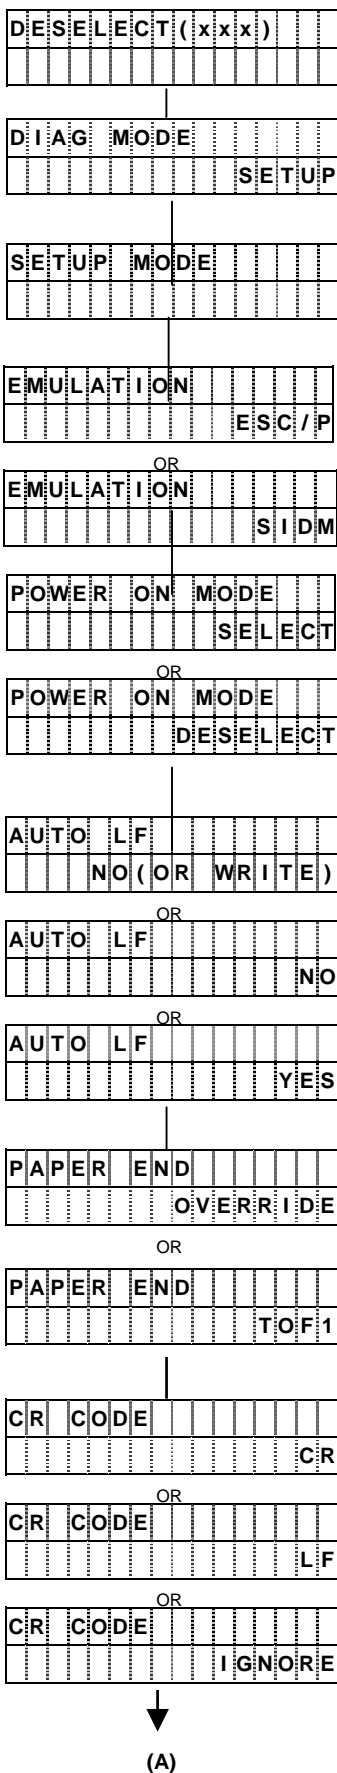 DESELECT(xxx)
DIAG MODE
SETUP
SETUP MODE
EMULATION
ESC/P
OR
EMULATION
SIDM
POWER ON MODE
SELECT
OR
POWER ON MODE
DESELECT
AUTO LF
NO(OR WRITE)
OR
AUTO LF
NO
OR
AUTO LF
YES
PAPER END
OVERRIDE
OR
PAPER END
TOF1
CR CODE
CR
OR
CR CODE
LF
OR
CR CODE
IGNORE
(A)